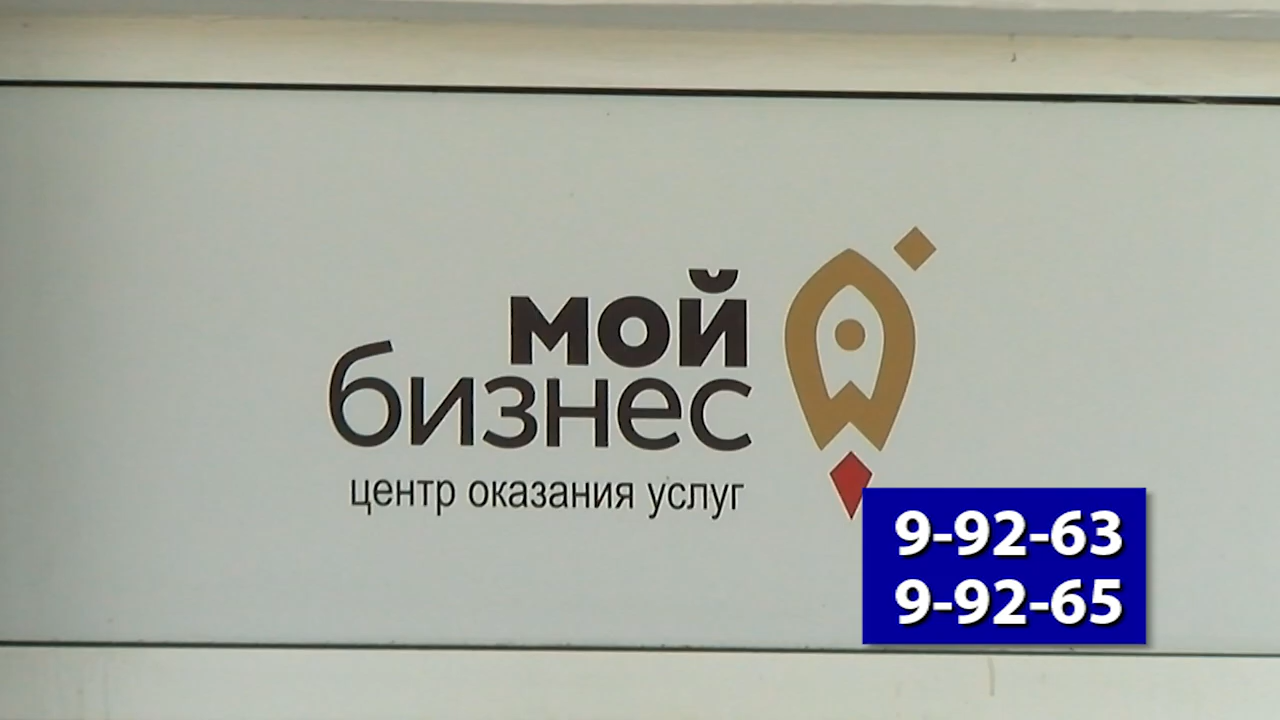 мой
бизнес
центр оказания услуг
9-92-63
9-92-65